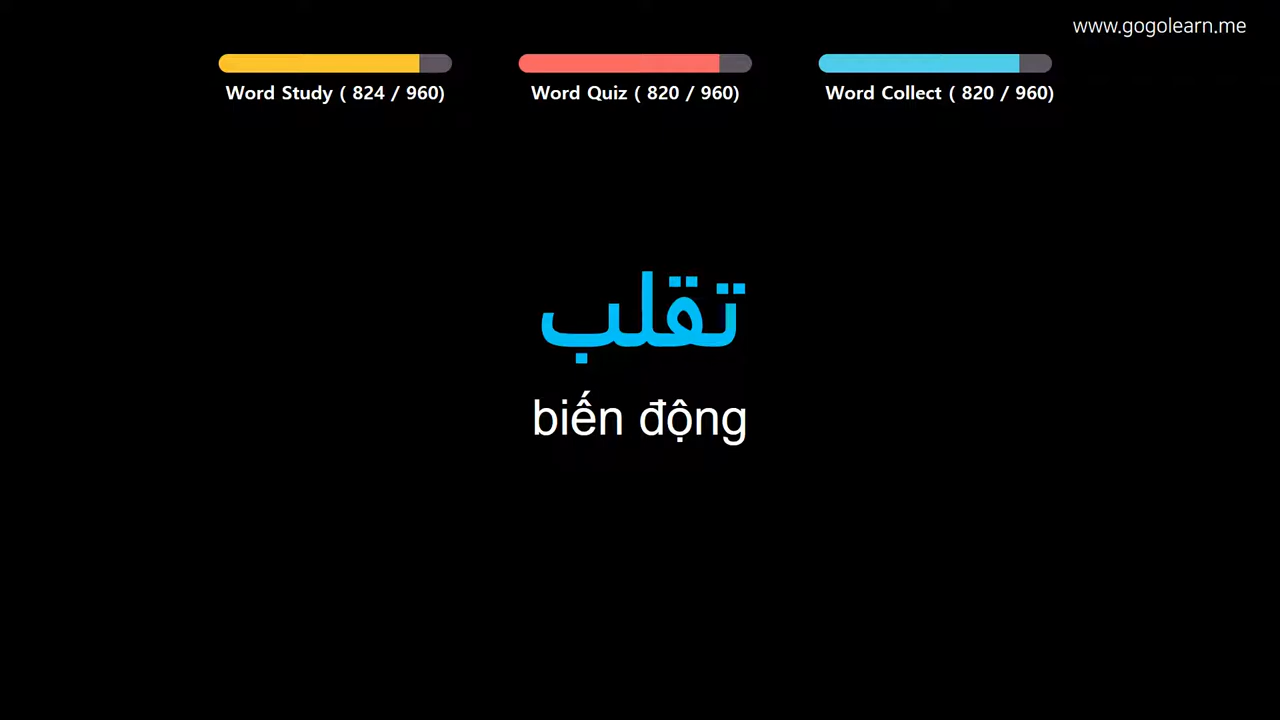 www.gogolearn.me
Word Study ( 824 / 960)
Word Quiz ( 820 / 960)
Word Collect ( 820 / 960)
تقلب
biến động